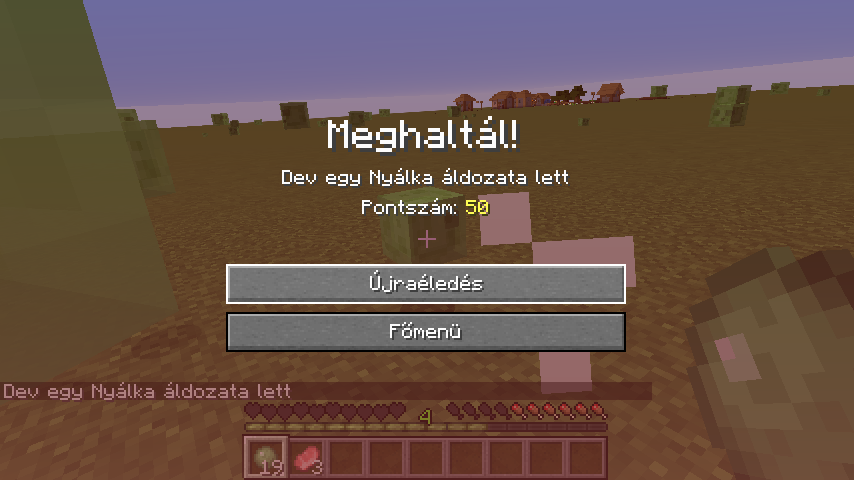 Meghaltál!
Dev egy Nyálka áldozata lett
Pontszám: 50
Újraéledés
Főmenü
Dev egy Nyálka áldozata lett
4
19
3